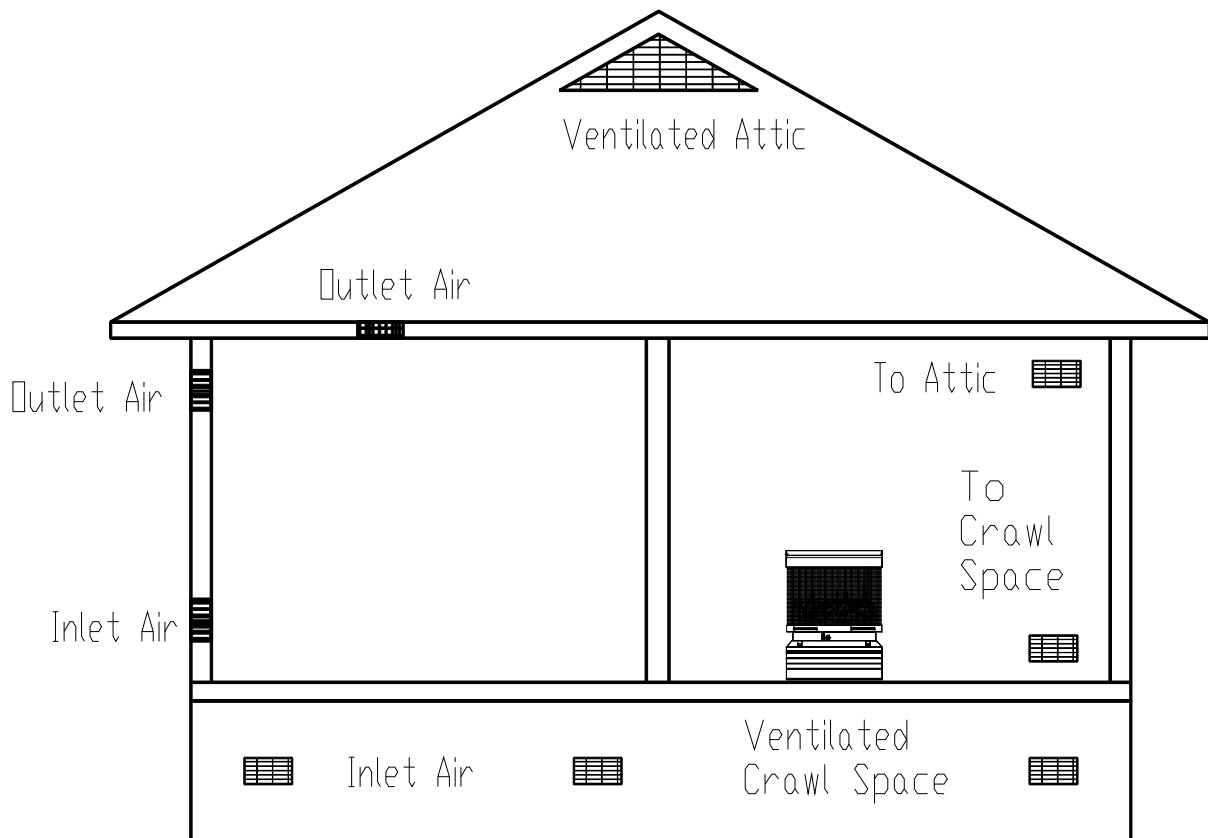 Ventilated Attic
Outlet Air
Outlet Air
To Attic
To
Crawl
Space
Inlet Air
Ventilated
Crawl Space
Inlet Air